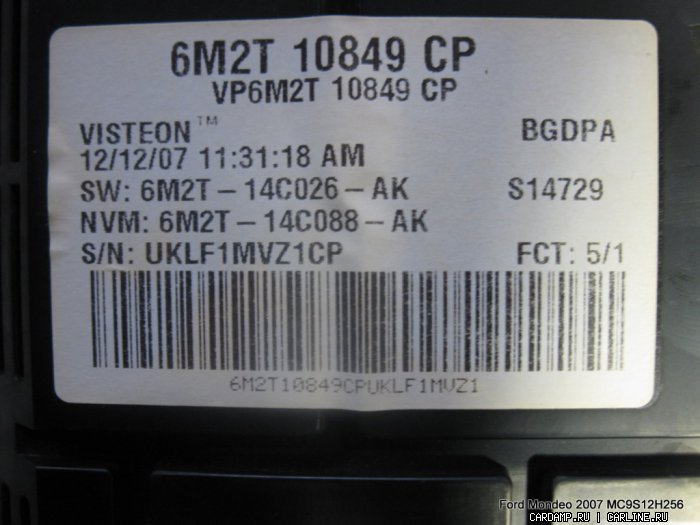 6M2T 10849 CP
VP6M2T 10849 CP
VISTEON™ BGDPA
12/12/07 11:31:18 AM
SW: 6M2T-14C026-AK S14729
NVM: 6M2T-14C088-AK
S/N: UKLF1MVZ1CP FCT: 5/1
6M2T10849CPUKLF1MVZ1
Ford Mondeo 2007 MC9S12H256
CARDAMP.RU | CARLAMP.RU